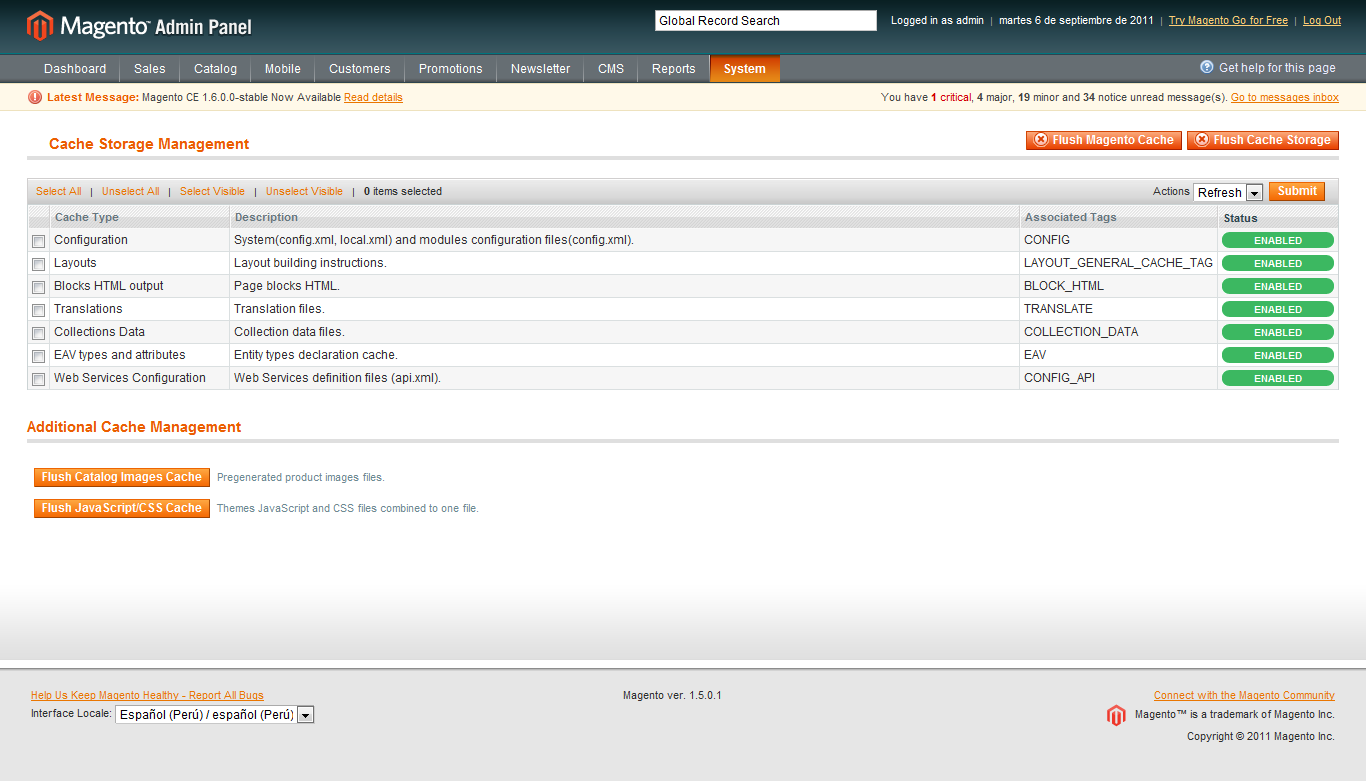 Magento™ Admin Panel
Global Record Search
Logged in as admin | martes 6 de septiembre de 2011 | Try Magento Go for Free | Log Out
Dashboard Sales Catalog Mobile Customers Promotions Newsletter CMS Reports System
Get help for this page
Latest Message: Magento CE 1.6.0.0-stable Now Available Read details
You have 1 critical, 4 major, 19 minor and 34 notice unread message(s). Go to messages inbox
Cache Storage Management
Flush Magento Cache Flush Cache Storage
Select All | Unselect All | Select Visible | Unselect Visible | 0 items selected
Actions Refresh Submit
Cache Type Description Associated Tags Status
Configuration System(config.xml, local.xml) and modules configuration files(config.xml). CONFIG ENABLED
Layouts Layout building instructions. LAYOUT_GENERAL_CACHE_TAG ENABLED
Blocks HTML output Page blocks HTML. BLOCK_HTML ENABLED
Translations Translation files. TRANSLATE ENABLED
Collections Data Collection data files. COLLECTION_DATA ENABLED
EAV types and attributes Entity types declaration cache. EAV ENABLED
Web Services Configuration Web Services definition files (api.xml). CONFIG_API ENABLED
Additional Cache Management
Flush Catalog Images Cache Pregenerated product images files.
Flush JavaScript/CSS Cache Themes JavaScript and CSS files combined to one file.
Help Us Keep Magento Healthy - Report All Bugs
Interface Locale: Español (Perú) / español (Perú)
Magento ver. 1.5.0.1
Connect with the Magento Community
Magento™ is a trademark of Magento Inc.
Copyright © 2011 Magento Inc.